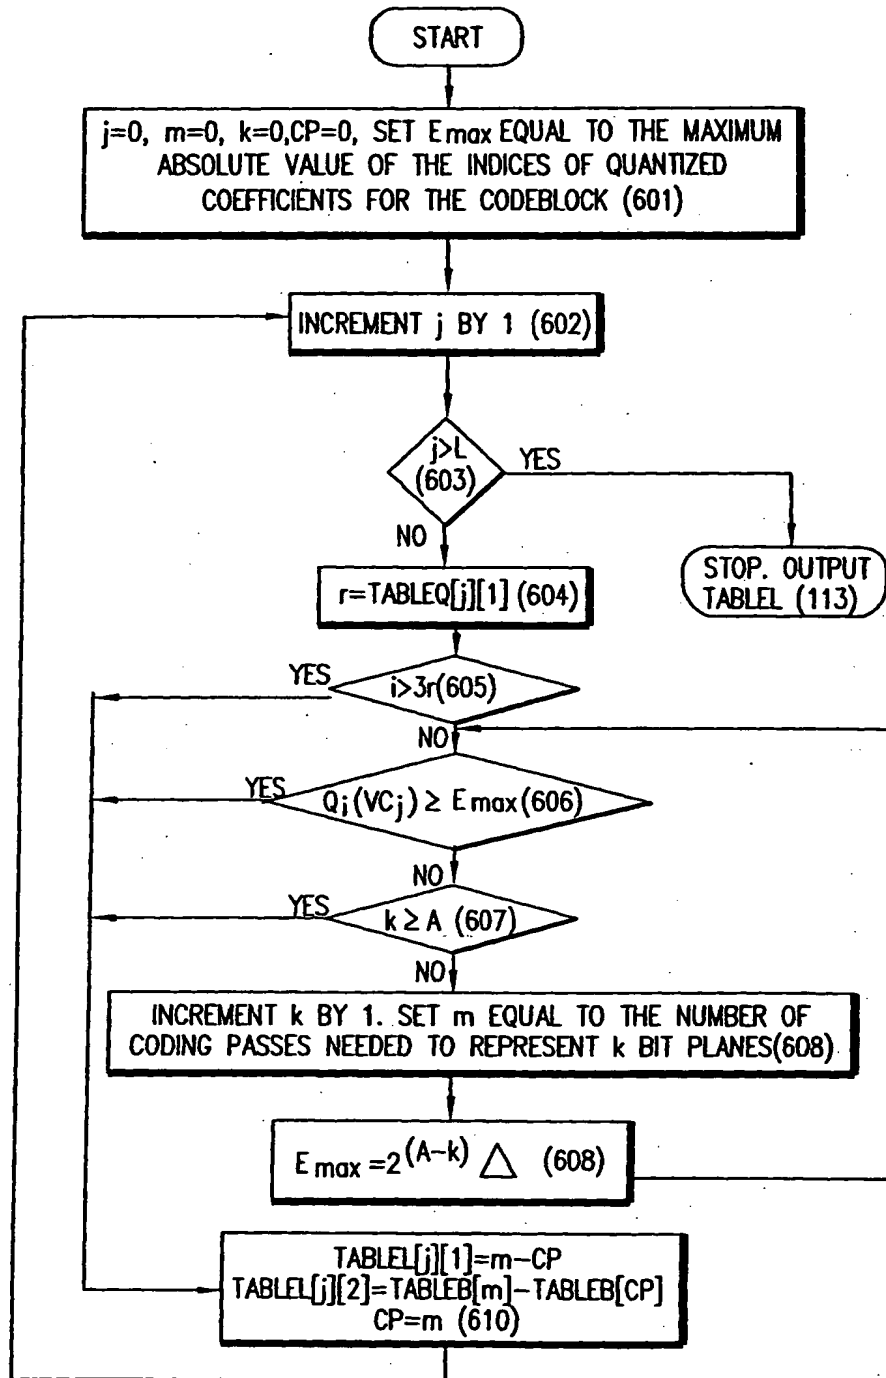 START
j=0, m=0, k=0,CP=0, SET Emax EQUAL TO THE MAXIMUM
ABSOLUTE VALUE OF THE INDICES OF QUANTIZED
COEFFICIENTS FOR THE CODEBLOCK (601)
INCREMENT j BY 1 (602)
j>L
(603)
YES
NO
STOP. OUTPUT
TABLEL (113)
r=TABLEQ[j][1] (604)
YES
i>3r(605)
NO
YES
Qj(VCj) ≥ Emax(606)
NO
YES
k ≥ A (607)
NO
INCREMENT k BY 1. SET m EQUAL TO THE NUMBER OF
CODING PASSES NEEDED TO REPRESENT k BIT PLANES(608)
Emax=2(A-k) △ (608)
TABLEL[j][1]=m-CP
TABLEL[j][2]=TABLEB[m]-TABLEB[CP]
CP=m (610)